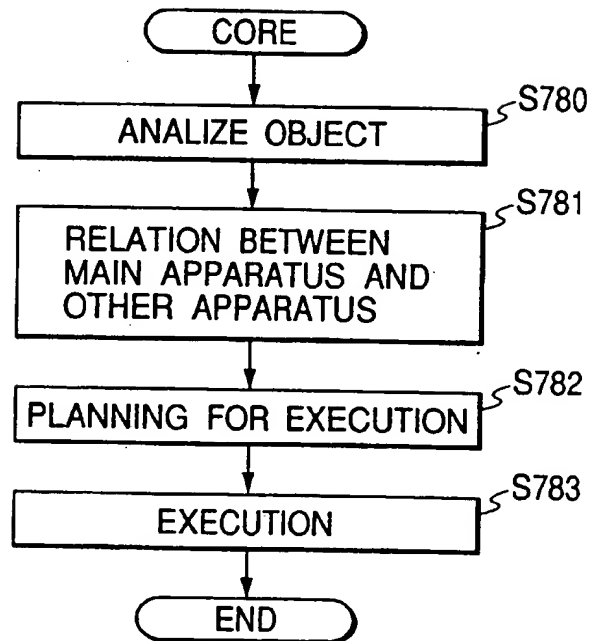 CORE
S780
ANALIZE OBJECT
S781
RELATION BETWEEN
MAIN APPARATUS AND
OTHER APPARATUS
S782
PLANNING FOR EXECUTION
S783
EXECUTION
END